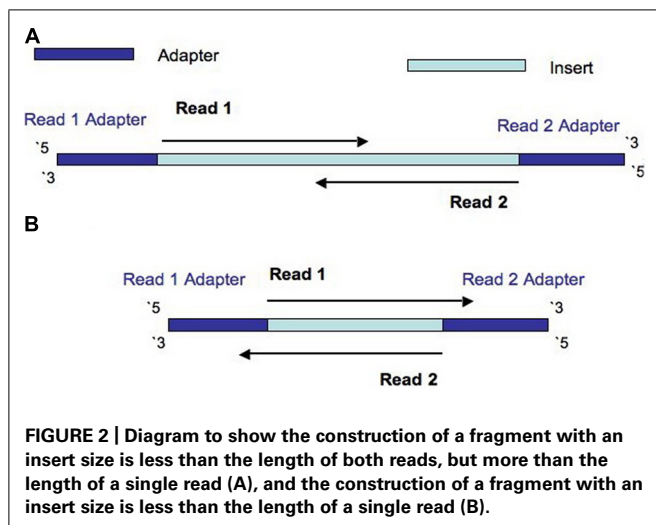 A
Adapter
Insert
Read 1 Adapter
Read 1
Read 2 Adapter
`5
`3
`3
`5
Read 2
B
Read 1 Adapter
Read 1
Read 2 Adapter
`5
`3
`3
`5
Read 2
FIGURE 2 | Diagram to show the construction of a fragment with an
insert size is less than the length of both reads, but more than the
length of a single read (A), and the construction of a fragment with an
insert size is less than the length of a single read (B).